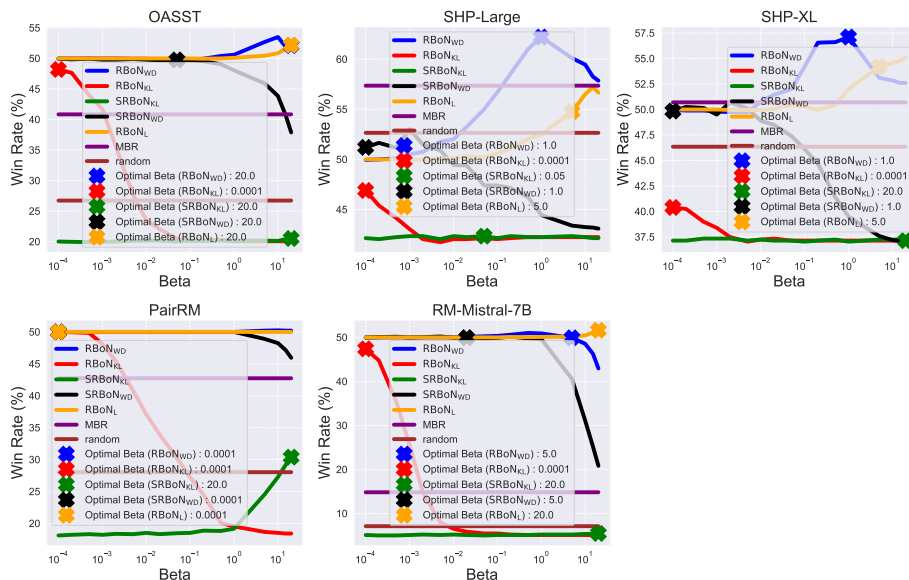 OASST
Win Rate (%)
55
50
45
40
35
30
25
20
RBoN_WD
RBoN_KL
SRBoN_KL
SRBoN_WD
RBoN_L
MBR
random
Optimal Beta (RBoN_WD) : 20.0
Optimal Beta (RBoN_KL) : 0.0001
Optimal Beta (SRBoN_KL) : 20.0
Optimal Beta (SRBoN_WD) : 20.0
Optimal Beta (RBoN_L) : 20.0
10⁻⁴ 10⁻³ 10⁻² 10⁻¹ 10⁰ 10¹
Beta
SHP-Large
Win Rate (%)
60
55
50
45
RBoN_WD
RBoN_KL
SRBoN_KL
SRBoN_WD
RBoN_L
MBR
random
Optimal Beta (RBoN_WD) : 1.0
Optimal Beta (RBoN_KL) : 0.0001
Optimal Beta (SRBoN_KL) : 0.05
Optimal Beta (SRBoN_WD) : 1.0
Optimal Beta (RBoN_L) : 5.0
10⁻⁴ 10⁻³ 10⁻² 10⁻¹ 10⁰ 10¹
Beta
SHP-XL
Win Rate (%)
57.5
55.0
52.5
50.0
47.5
45.0
42.5
40.0
37.5
RBoN_WD
RBoN_KL
SRBoN_KL
SRBoN_WD
RBoN_L
MBR
random
Optimal Beta (RBoN_WD) : 1.0
Optimal Beta (RBoN_KL) : 0.0001
Optimal Beta (SRBoN_KL) : 20.0
Optimal Beta (SRBoN_WD) : 1.0
Optimal Beta (RBoN_L) : 5.0
10⁻⁴ 10⁻³ 10⁻² 10⁻¹ 10⁰ 10¹
Beta
PairRM
Win Rate (%)
50
45
40
35
30
25
20
RBoN_WD
RBoN_KL
SRBoN_KL
SRBoN_WD
RBoN_L
MBR
random
Optimal Beta (RBoN_WD) : 0.0001
Optimal Beta (RBoN_KL) : 0.0001
Optimal Beta (SRBoN_KL) : 20.0
Optimal Beta (SRBoN_WD) : 0.0001
Optimal Beta (RBoN_L) : 0.0001
10⁻⁴ 10⁻³ 10⁻² 10⁻¹ 10⁰ 10¹
Beta
RM-Mistral-7B
Win Rate (%)
50
40
30
20
10
RBoN_WD
RBoN_KL
SRBoN_KL
SRBoN_WD
RBoN_L
MBR
random
Optimal Beta (RBoN_WD) : 5.0
Optimal Beta (RBoN_KL) : 0.0001
Optimal Beta (SRBoN_KL) : 20.0
Optimal Beta (SRBoN_WD) : 5.0
Optimal Beta (RBoN_L) : 20.0
10⁻⁴ 10⁻³ 10⁻² 10⁻¹ 10⁰ 10¹
Beta